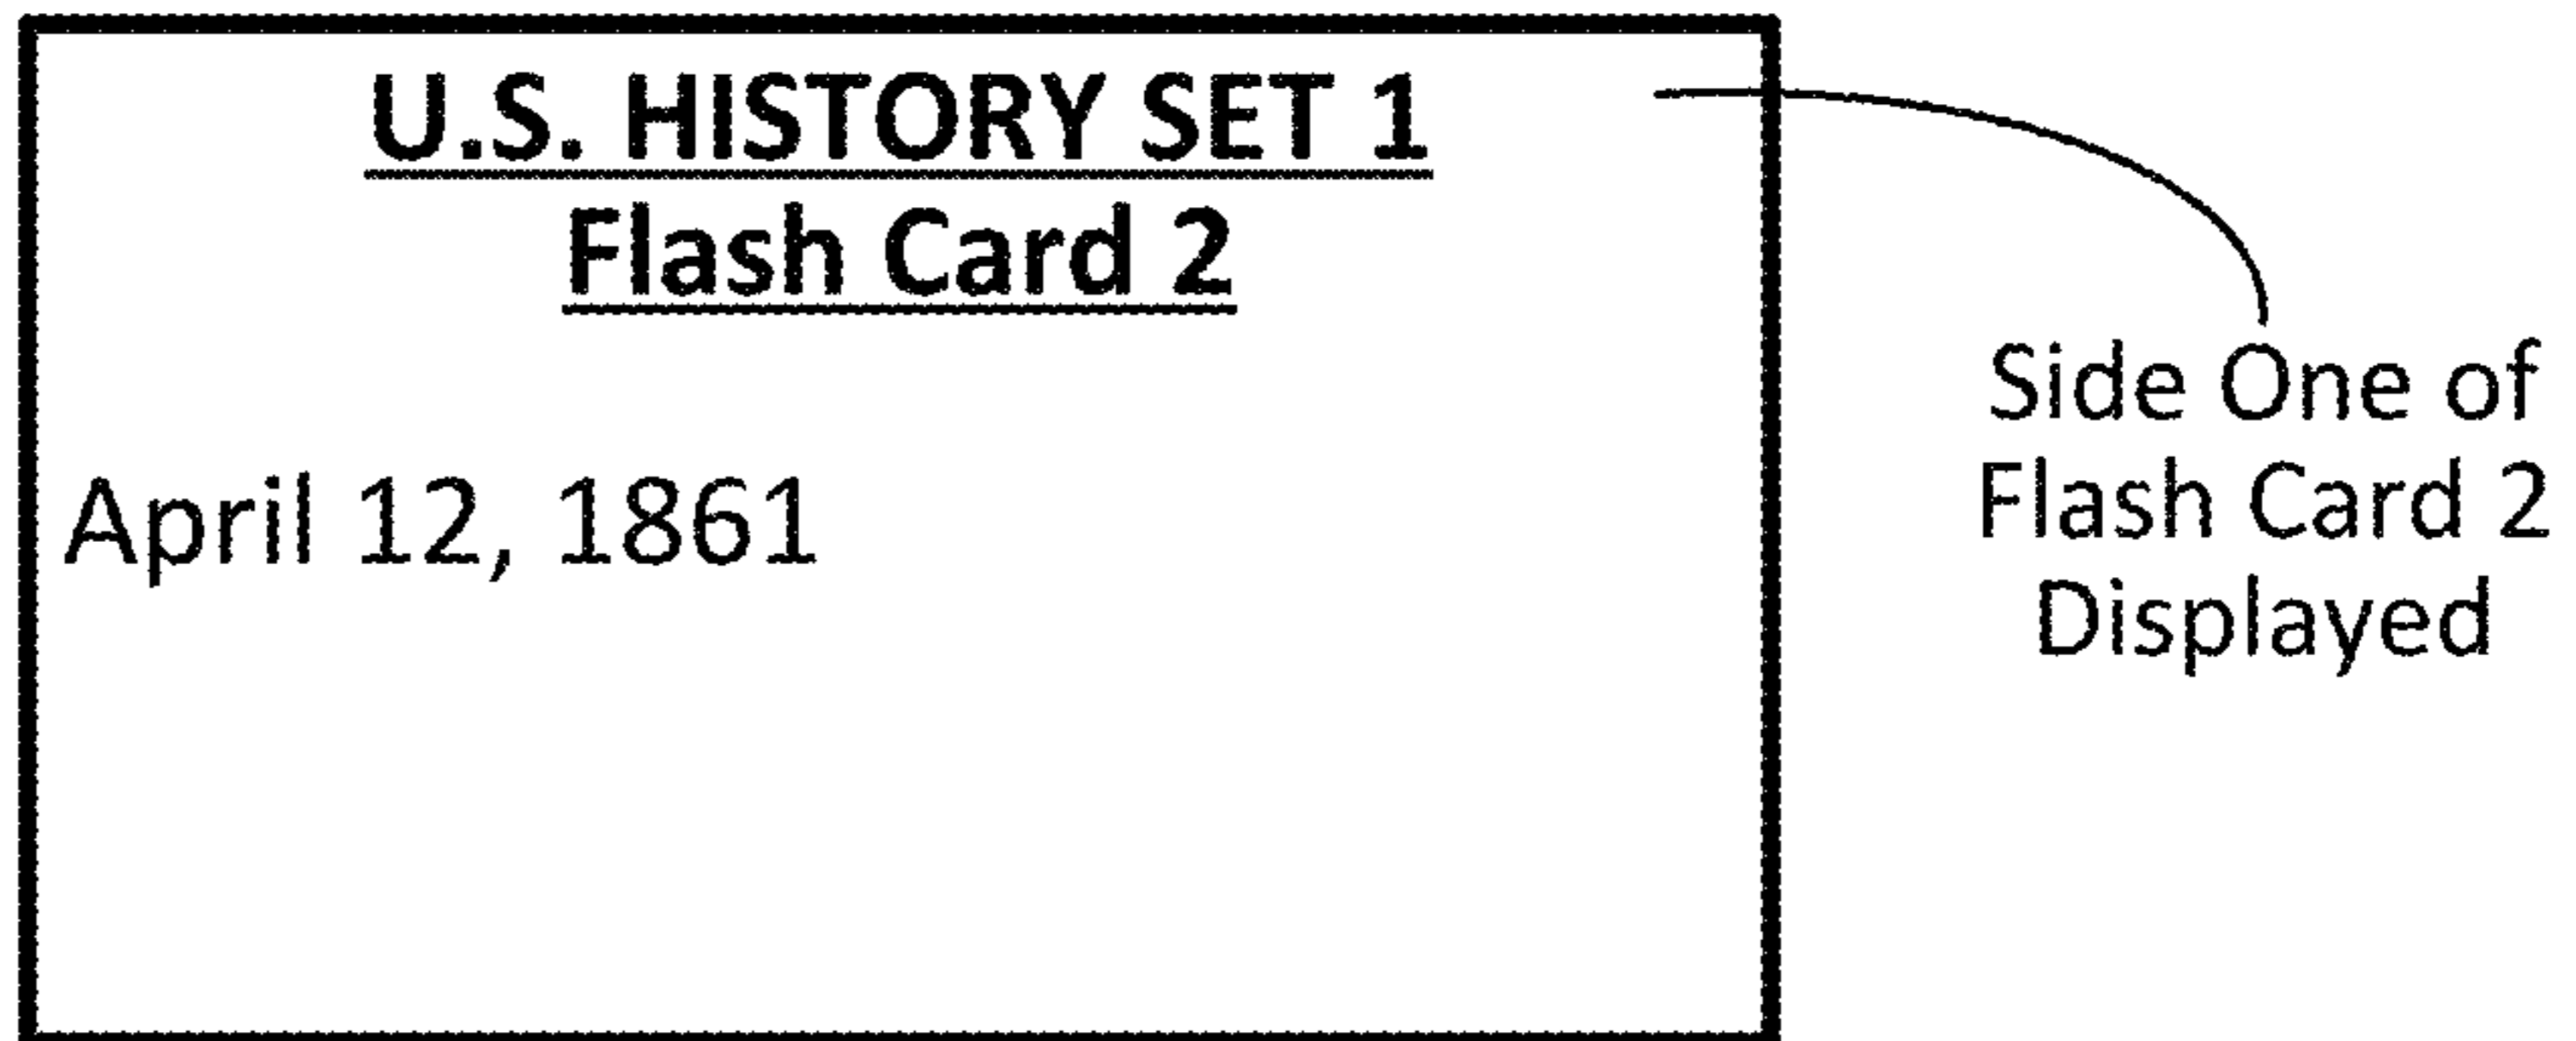 U.S. HISTORY SET 1
Flash Card 2
April 12, 1861
Side One of
Flash Card 2
Displayed